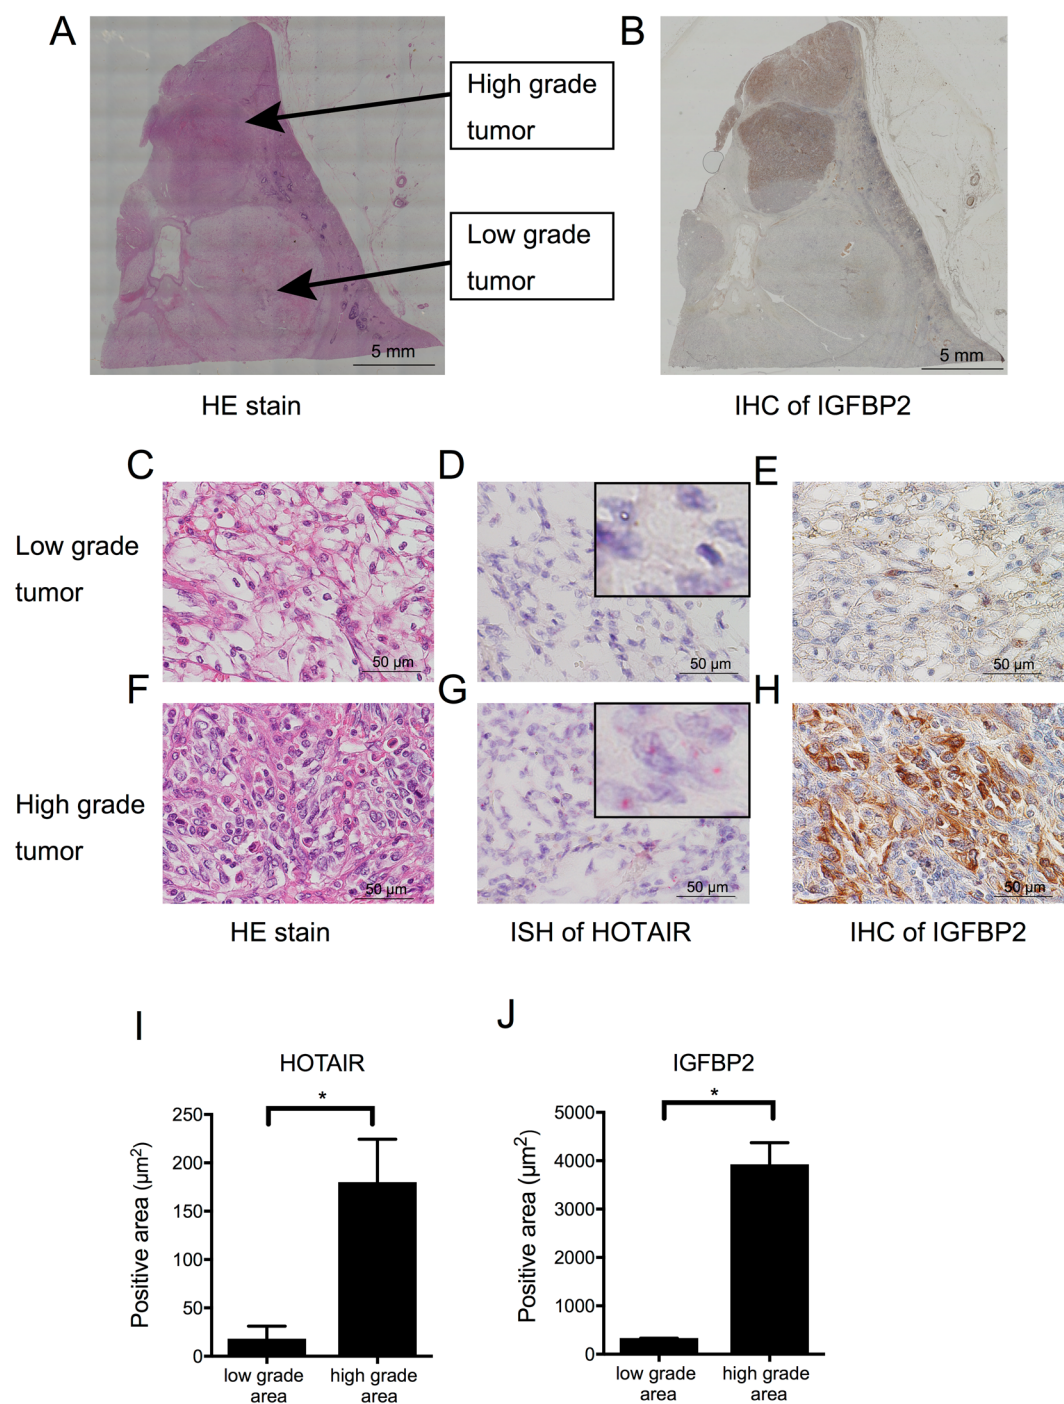 A
B
High grade
tumor
Low grade
tumor
5 mm
5 mm
HE stain
IHC of IGFBP2
C
D
E
Low grade
tumor
50 µm
50 µm
50 µm
F
G
H
High grade
tumor
50 µm
50 µm
50 µm
HE stain
ISH of HOTAIR
IHC of IGFBP2
I
J
HOTAIR
IGFBP2
*
*
Positive area (µm2)
250
200
150
100
50
0
low grade
area
high grade
area
Positive area (µm2)
5000
4000
3000
2000
1000
0
low grade
area
high grade
area